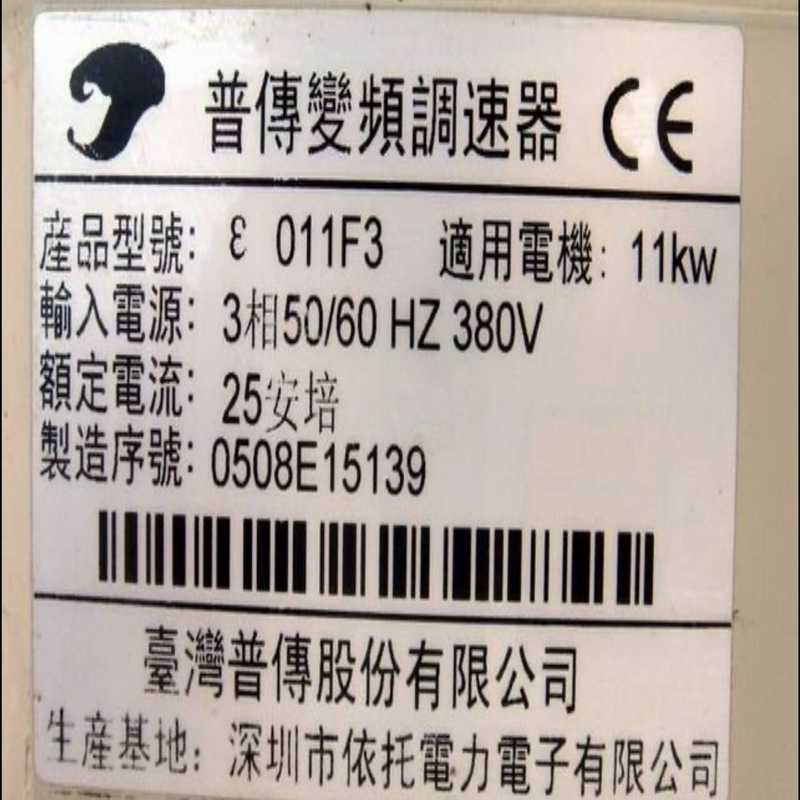 普傳變頻調速器 CE
產品型號: ε 011F3 適用電機: 11kw
輸入電源: 3相50/60 HZ 380V
額定電流: 25安培
製造序號: 0508E15139
臺灣普傳股份有限公司
生產基地: 深圳市依托電力電子有限公司